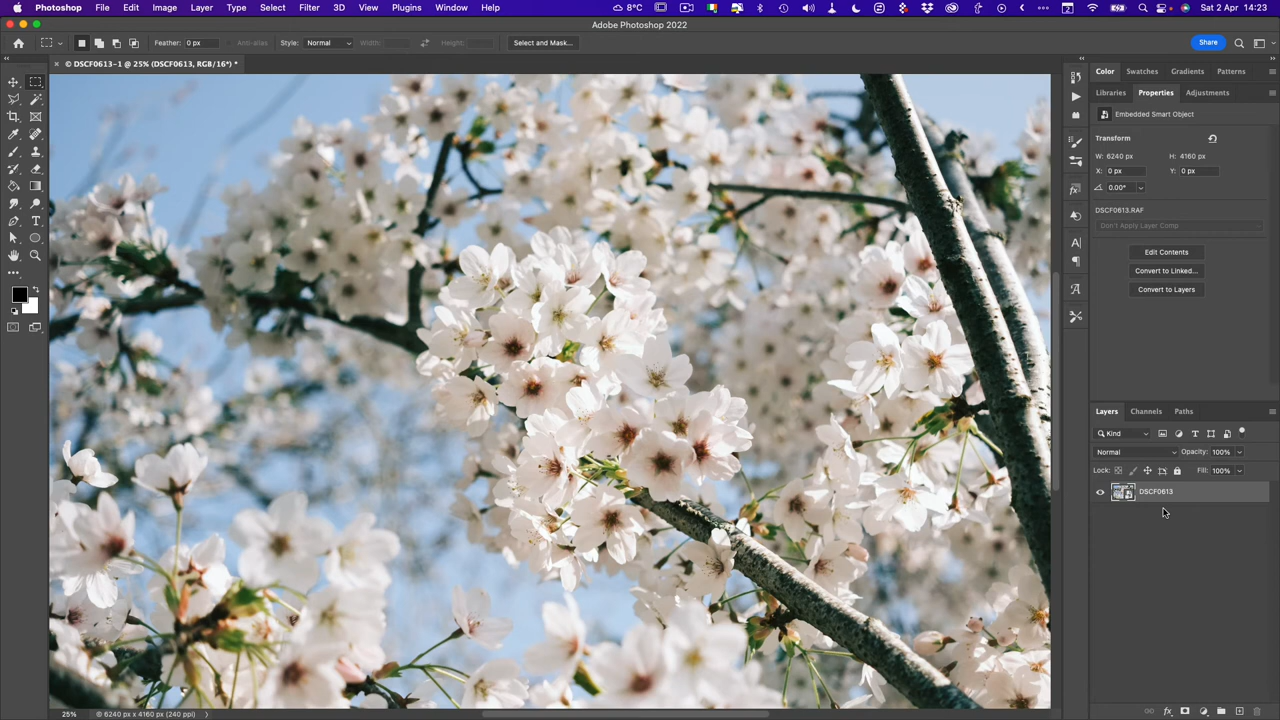 Photoshop File Edit Image Layer Type Select Filter 3D View Plugins Window Help 8°C Sat 2 Apr 14:23
Adobe Photoshop 2022
Feather: 0 px Anti-alias Style: Normal Width: Height: Select and Mask... Share
© DSCF0613-1 @ 25% (DSCF0613, RGB/16*) *
Color Swatches Gradients Patterns
Libraries Properties Adjustments
Embedded Smart Object
Transform
W: 6240 px H: 4160 px
X: 0 px Y: 0 px
0.00°
DSCF0613.RAF
Don't Apply Layer Comp
Edit Contents
Convert to Linked...
Convert to Layers
Layers Channels Paths
Kind
Normal Opacity: 100%
Lock: Fill: 100%
DSCF0613
25% © 6240 px x 4160 px (240 ppi)